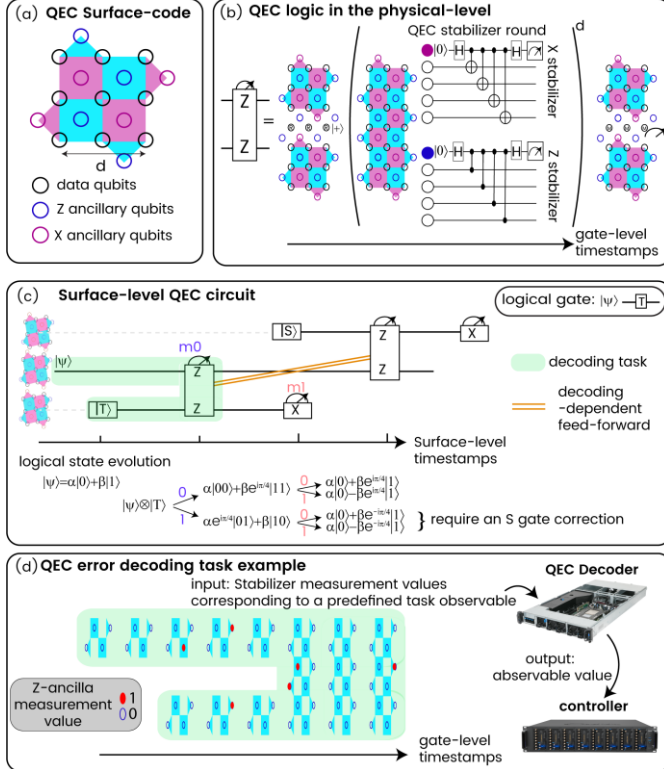 (a) QEC Surface-code
d
data qubits
Z ancillary qubits
X ancillary qubits
(b) QEC logic in the physical-level
QEC stabilizer round
Z
Z
=
|+⟩
|0⟩
H
H
X stabilizer
|0⟩
H
H
Z stabilizer
d
gate-level
timestamps
(c) Surface-level QEC circuit
logical gate: |ψ⟩ T
|S⟩
Z
X
m0
|ψ⟩
Z
Z
decoding task
m1
|T⟩
Z
X
decoding
-dependent
feed-forward
Surface-level
timestamps
logical state evolution
|ψ⟩=α|0⟩+β|1⟩
|ψ⟩⊗|T⟩
0
α|00⟩+βe^{iπ/4}|11⟩
0
α|0⟩+βe^{iπ/4}|1⟩
1
α|0⟩−βe^{iπ/4}|1⟩
1
αe^{iπ/4}|01⟩+β|10⟩
0
α|0⟩+βe^{-iπ/4}|1⟩
1
α|0⟩−βe^{-iπ/4}|1⟩
} require an S gate correction
(d) QEC error decoding task example
input: Stabilizer measurement values
corresponding to a predefined task observable
QEC Decoder
output:
abservable value
controller
Z-ancilla
measurement
value
1
0
gate-level
timestamps